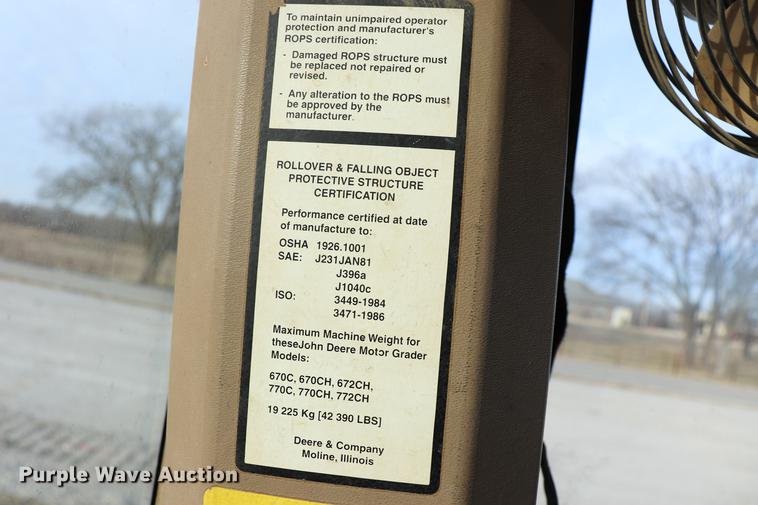 To maintain unimpaired operator
protection and manufacturer's
ROPS certification:
- Damaged ROPS structure must
be replaced not repaired or
revised.
- Any alteration to the ROPS must
be approved by the
manufacturer.
ROLLOVER & FALLING OBJECT
PROTECTIVE STRUCTURE
CERTIFICATION
Performance certified at date
of manufacture to:
OSHA 1926.1001
SAE: J231JAN81
J396a
J1040c
ISO: 3449-1984
3471-1986
Maximum Machine Weight for
theseJohn Deere Motor Grader
Models:
670C, 670CH, 672CH,
770C, 770CH, 772CH
19 225 Kg [42 390 LBS]
Deere & Company
Moline, Illinois
Purple Wave Auction